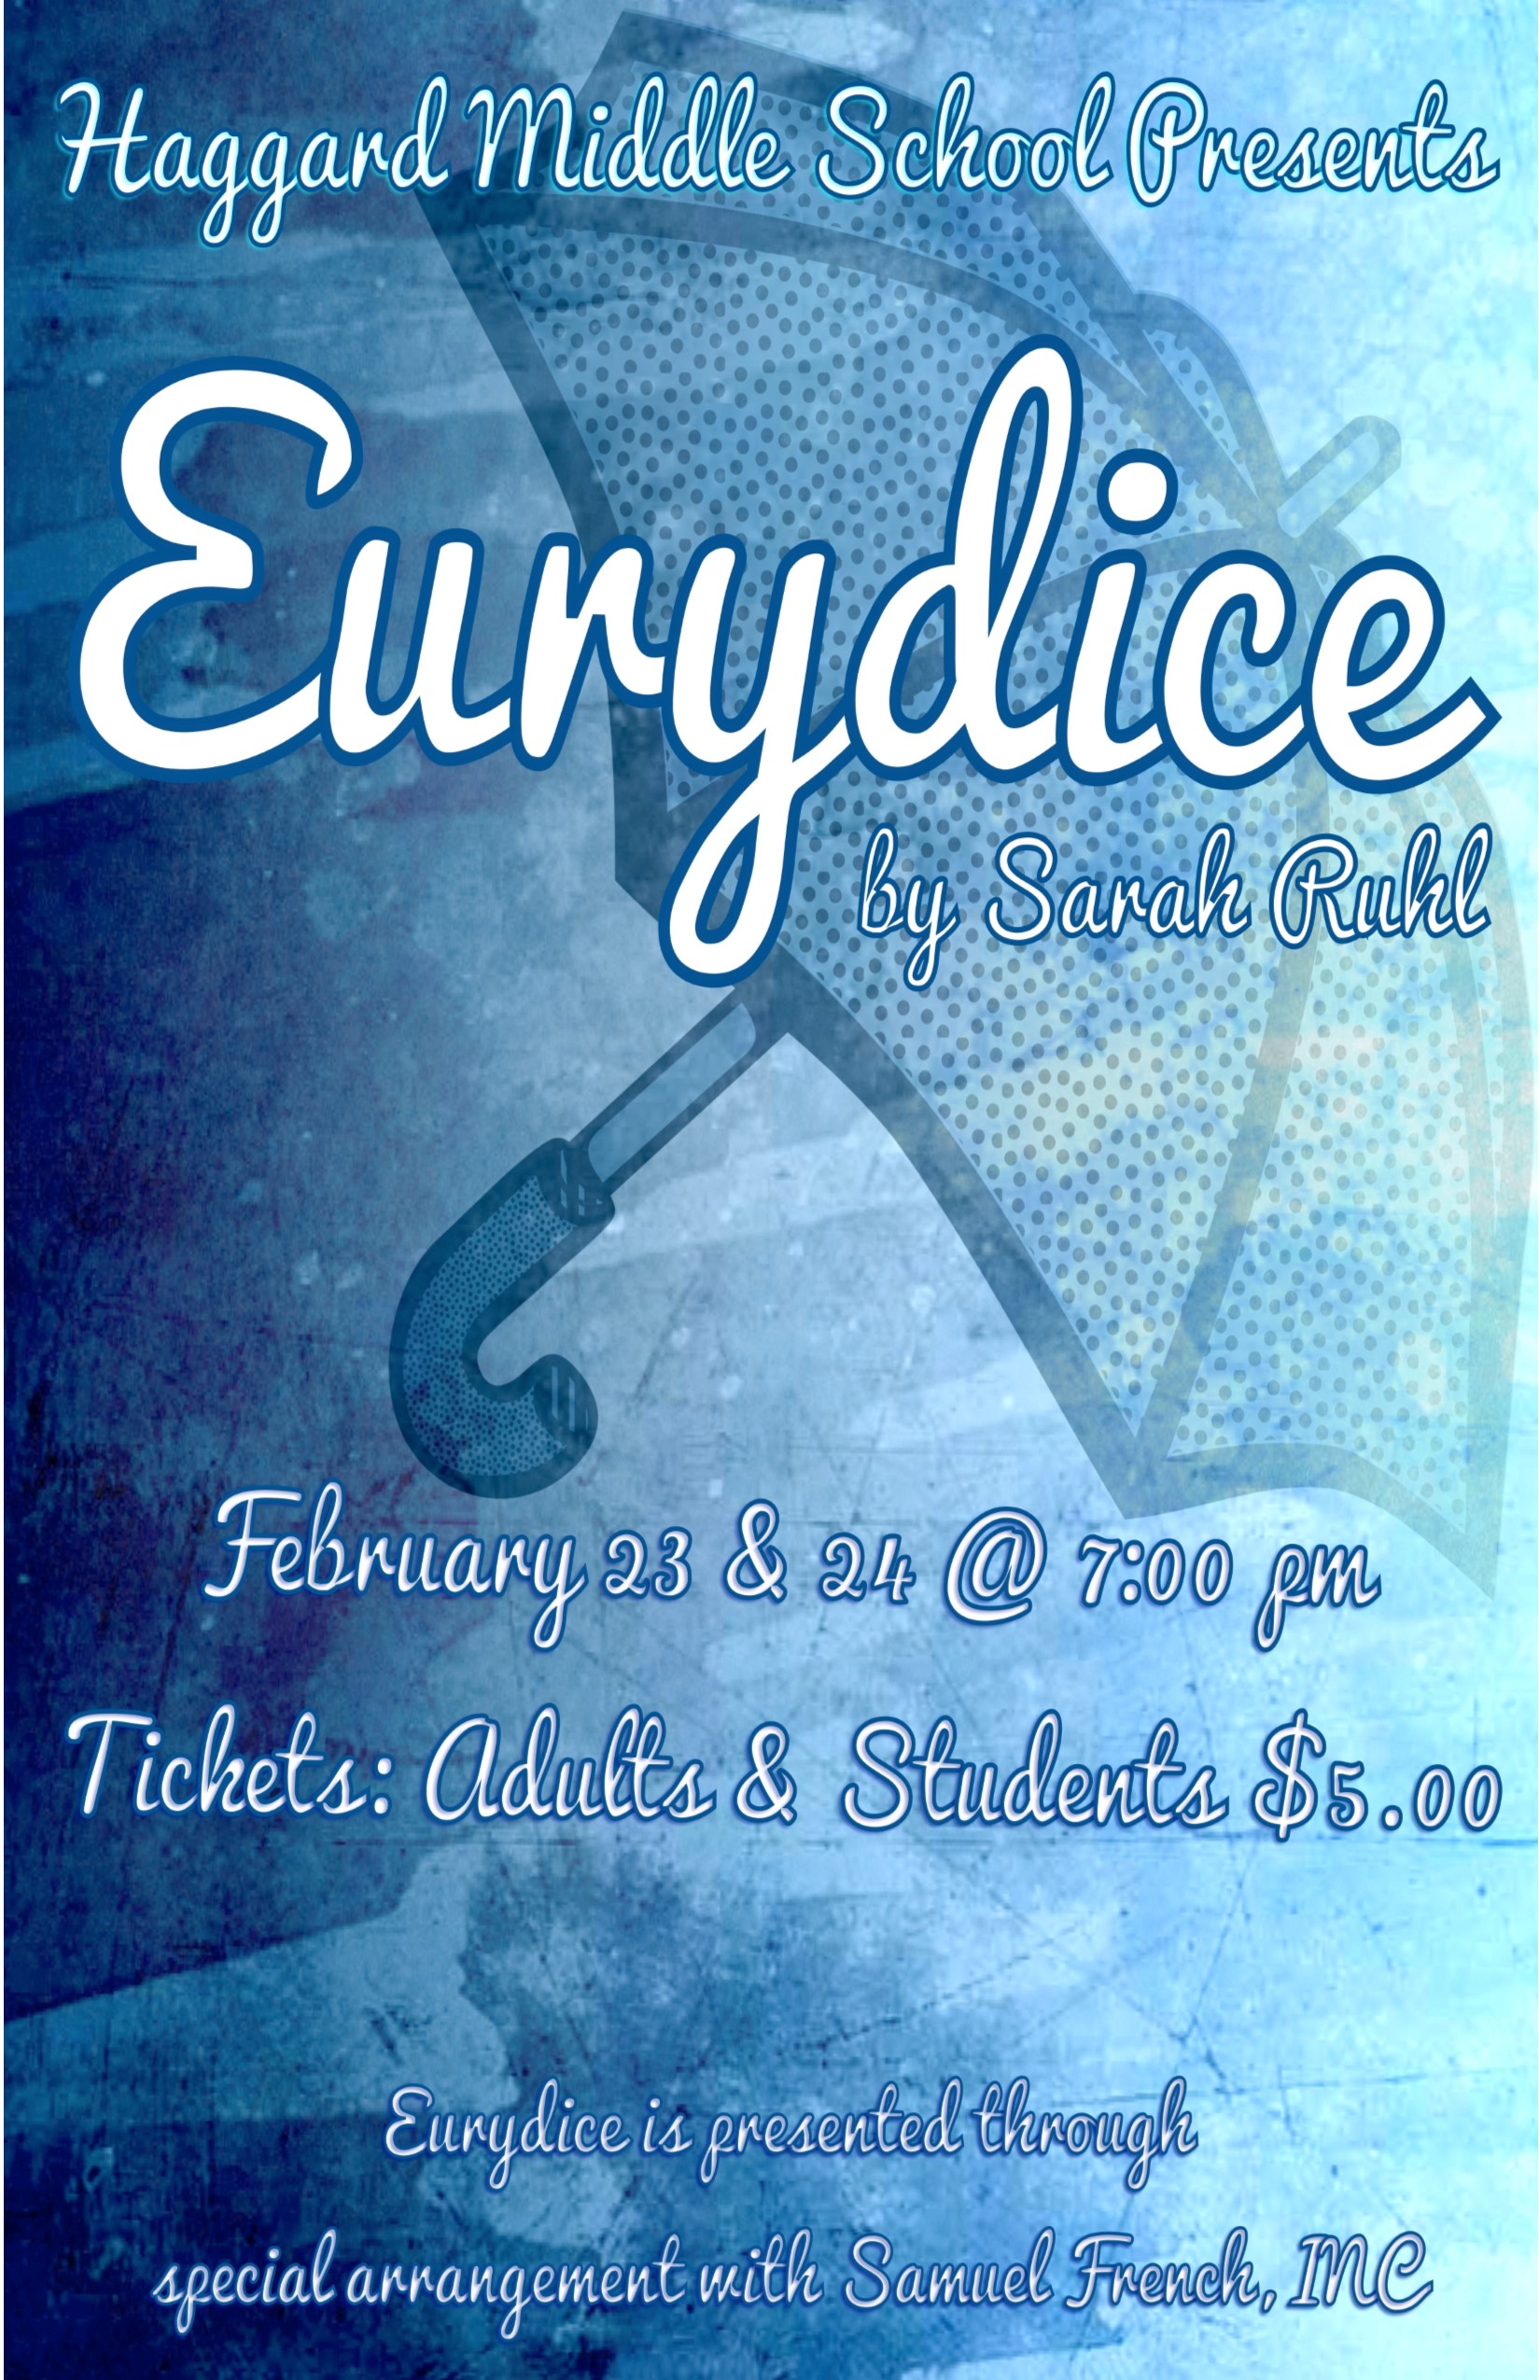 Haggard Middle School Presents
Eurydice
by Sarah Ruhl
February 23 & 24 @ 7:00 pm
Tickets: Adults & Students $5.00
Eurydice is presented through
special arrangement with Samuel French, INC